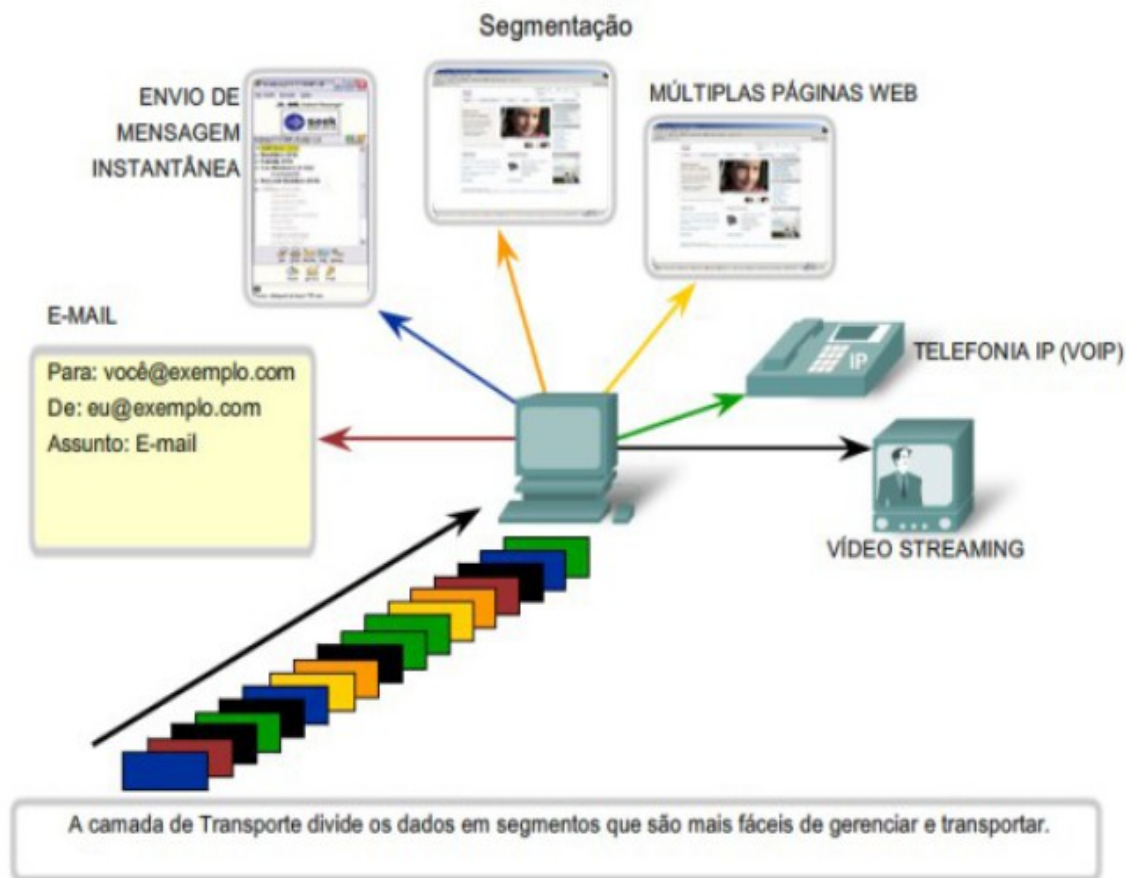 Segmentação
ENVIO DE
MENSAGEM
INSTANTÂNEA
MÚLTIPLAS PÁGINAS WEB
E-MAIL
Para: você@exemplo.com
De: eu@exemplo.com
Assunto: E-mail
IP
TELEFONIA IP (VOIP)
VÍDEO STREAMING
A camada de Transporte divide os dados em segmentos que são mais fáceis de gerenciar e transportar.